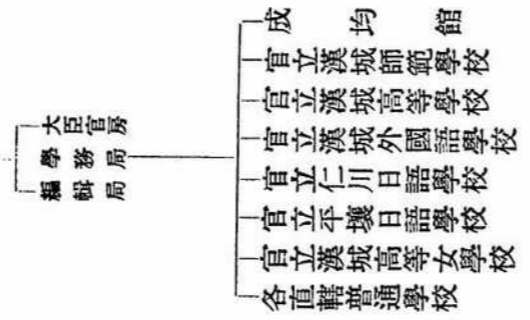 大臣官房
學務局
編輯局
成均館
官立漢城師範學校
官立漢城高等學校
官立漢城外國語學校
官立仁川日語學校
官立平壤日語學校
官立漢城高等女學校
各直轄普通學校